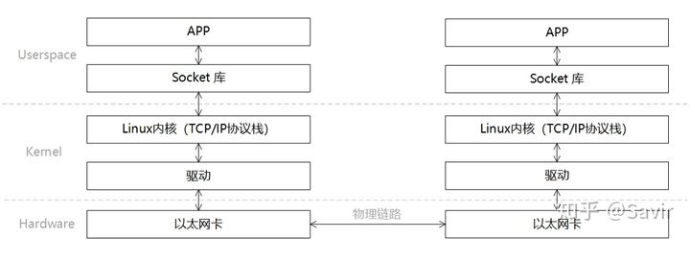 APP APP
Userspace
Socket 库 Socket 库
Linux内核（TCP/IP协议栈） Linux内核（TCP/IP协议栈）
Kernel
驱动 驱动
知乎 @Savir
物理链路
Hardware 以太网卡 以太网卡